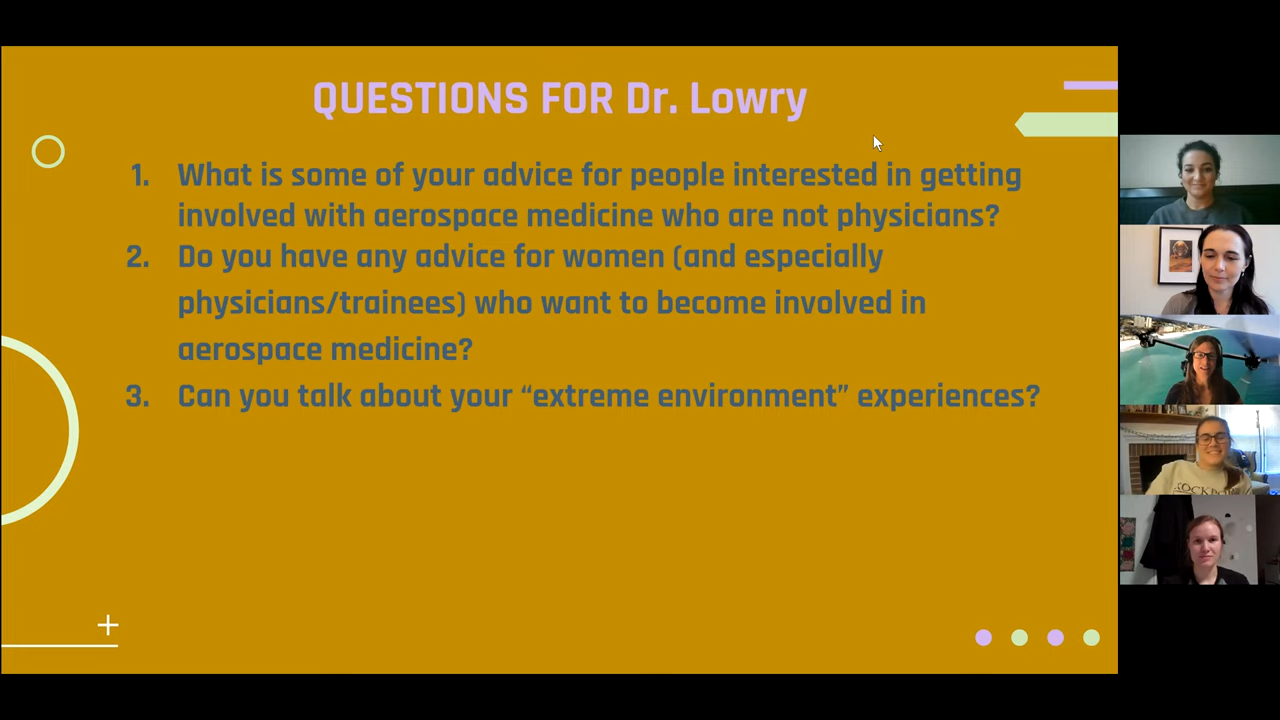 QUESTIONS FOR Dr. Lowry
1. What is some of your advice for people interested in getting
involved with aerospace medicine who are not physicians?
2. Do you have any advice for women (and especially
physicians/trainees) who want to become involved in
aerospace medicine?
3. Can you talk about your “extreme environment” experiences?